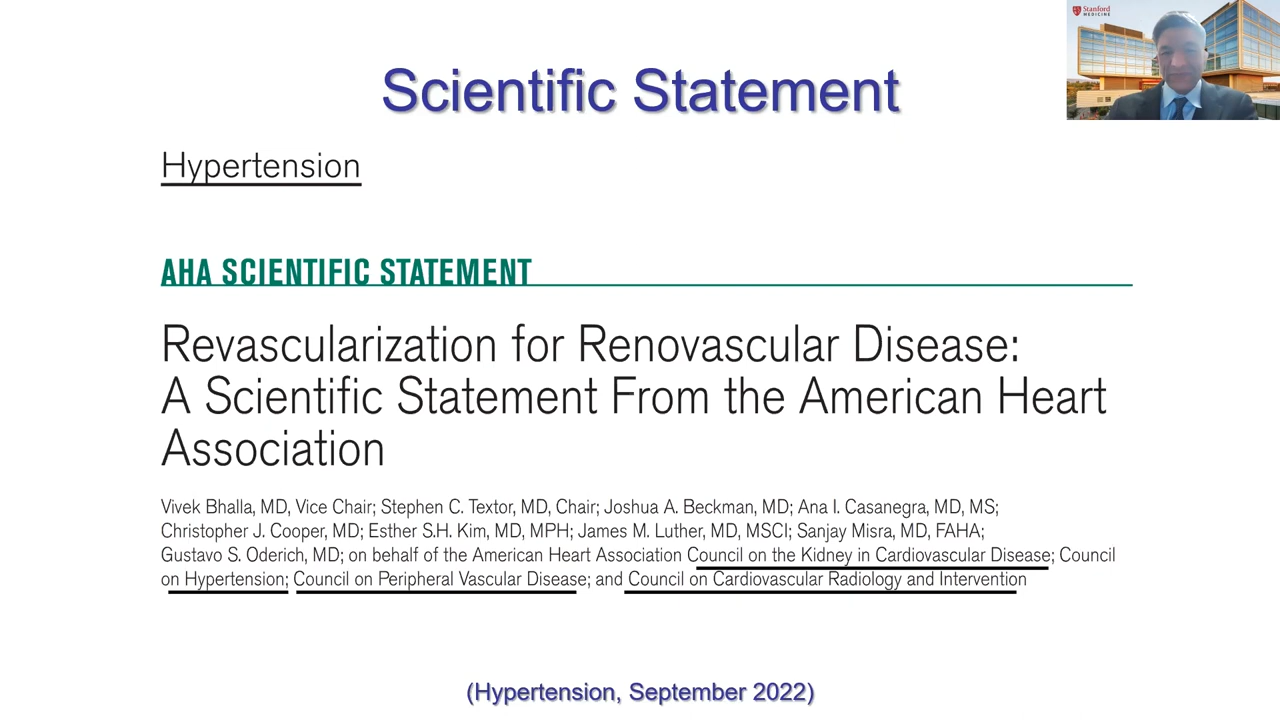 Stanford
MEDICINE
Scientific Statement
Hypertension
AHA SCIENTIFIC STATEMENT
Revascularization for Renovascular Disease:
A Scientific Statement From the American Heart
Association
Vivek Bhalla, MD, Vice Chair; Stephen C. Textor, MD, Chair; Joshua A. Beckman, MD; Ana I. Casanegra, MD, MS;
Christopher J. Cooper, MD; Esther S.H. Kim, MD, MPH; James M. Luther, MD, MSCI; Sanjay Misra, MD, FAHA;
Gustavo S. Oderich, MD; on behalf of the American Heart Association Council on the Kidney in Cardiovascular Disease; Council
on Hypertension; Council on Peripheral Vascular Disease; and Council on Cardiovascular Radiology and Intervention
(Hypertension, September 2022)